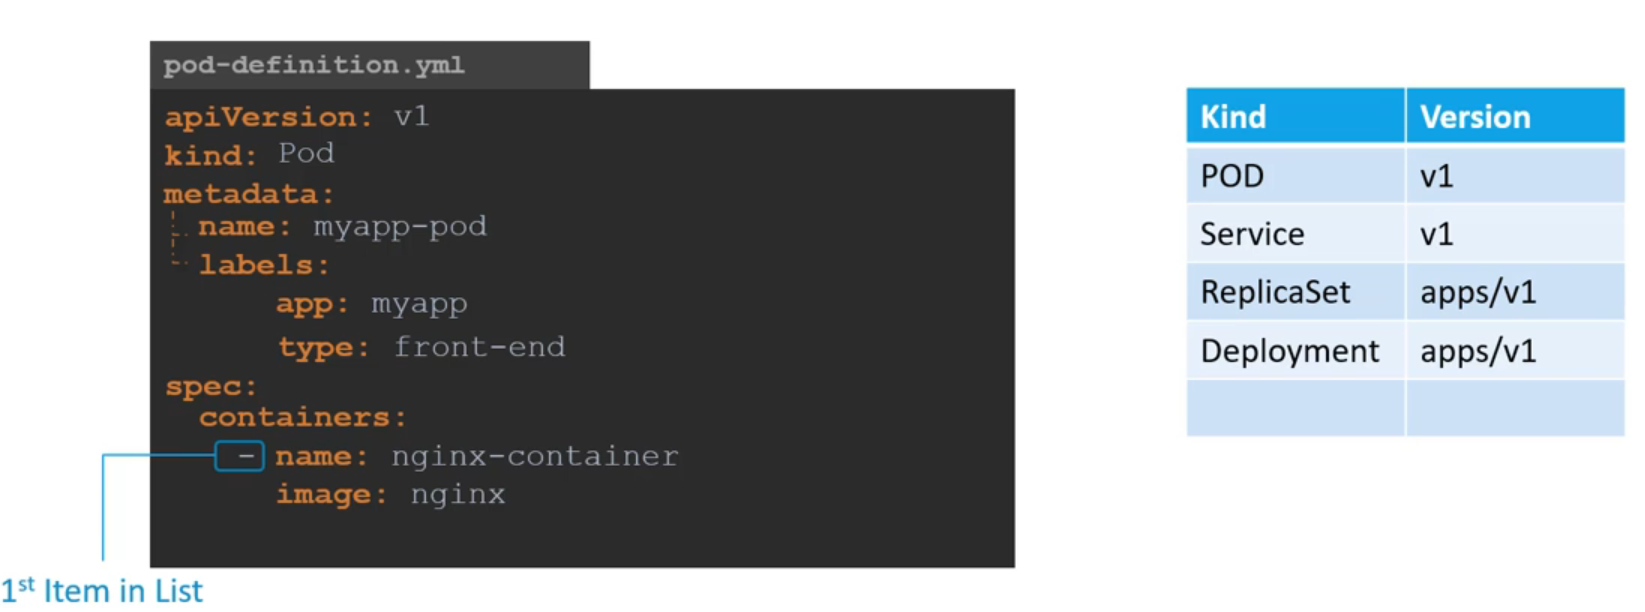 pod-definition.yml
apiVersion: v1
kind: Pod
metadata:
name: myapp-pod
labels:
app: myapp
type: front-end
spec:
containers:
- name: nginx-container
image: nginx
1st Item in List
Kind Version
POD v1
Service v1
ReplicaSet apps/v1
Deployment apps/v1